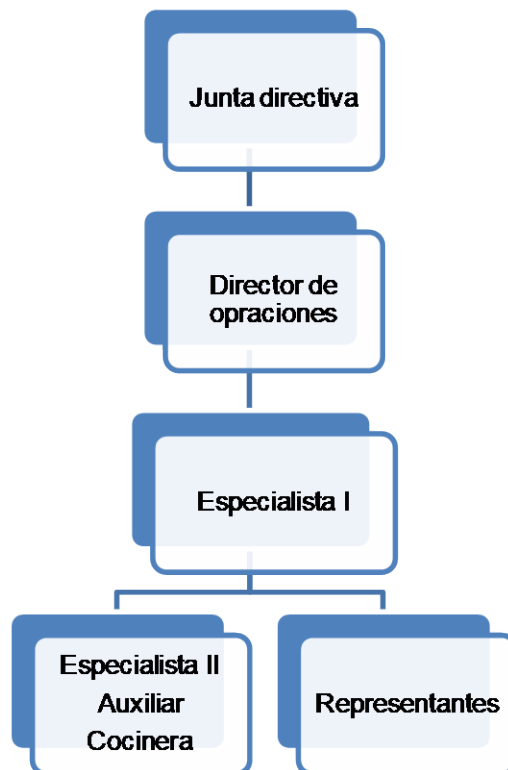 Junta directiva
Director de
opraciones
Especialista I
Especialista II
Auxiliar
Cocinera
Representantes